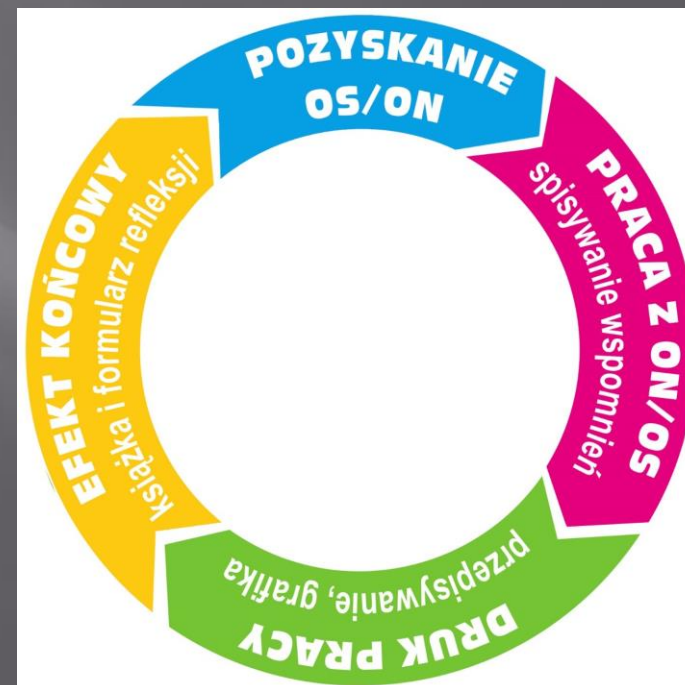 POZYSKANIE
OS/ON
PRACA Z ON/OS
spisywanie wspomnień
DRUK PRACY
przepisywanie, grafika
EFEKT KOŃCOWY
książka i formularz refleksji